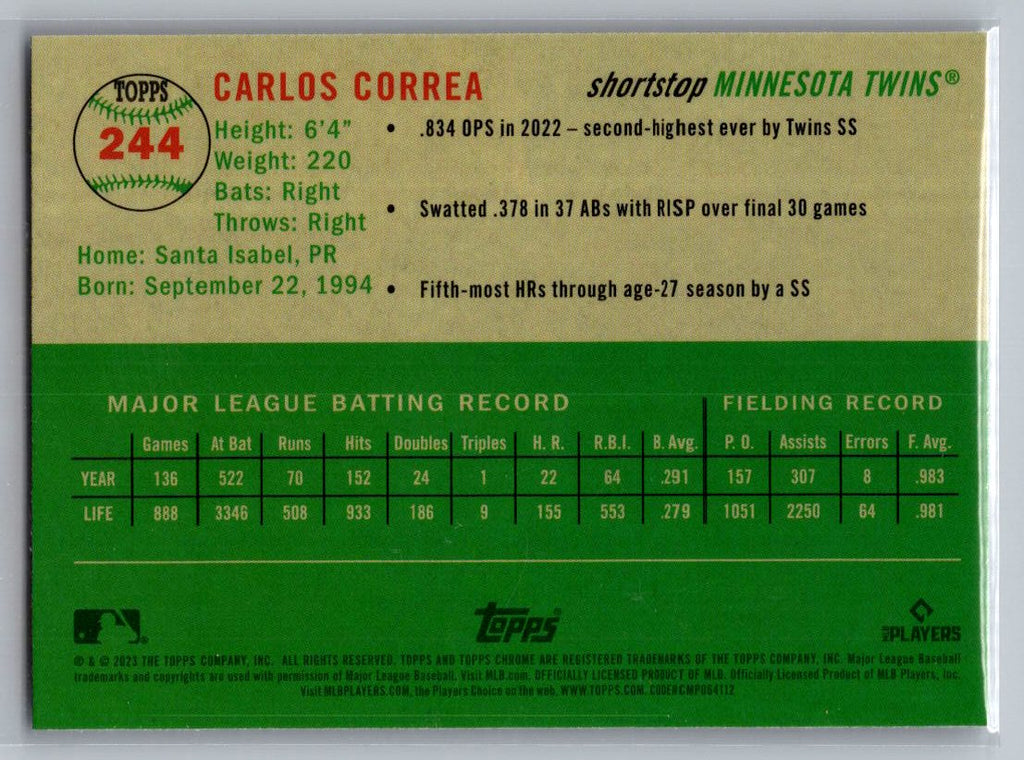 TOPPS
244
CARLOS CORREA
shortstop MINNESOTA TWINS®
Height: 6'4"
Weight: 220
Bats: Right
Throws: Right
Home: Santa Isabel, PR
Born: September 22, 1994
• .834 OPS in 2022 – second-highest ever by Twins SS
• Swatted .378 in 37 ABs with RISP over final 30 games
• Fifth-most HRs through age-27 season by a SS
MAJOR LEAGUE BATTING RECORD FIELDING RECORD
Games At Bat Runs Hits Doubles Triples H. R. R.B.I. B. Avg. P. O. Assists Errors F. Avg.
YEAR 136 522 70 152 24 1 22 64 .291 157 307 8 .983
LIFE 888 3346 508 933 186 9 155 553 .279 1051 2250 64 .981
Topps
PLAYERS
® & © 2023 THE TOPPS COMPANY, INC. ALL RIGHTS RESERVED. TOPPS AND TOPPS CHROME ARE REGISTERED TRADEMARKS OF THE TOPPS COMPANY, INC. Major League Baseball
trademarks and copyrights are used with permission of Major League Baseball. Visit MLB.com. OFFICIALLY LICENSED PRODUCT OF MLB. Officially Licensed Product of MLB Players, Inc.
Visit MLBPLAYERS.COM, the Players Choice on the web. WWW.TOPPS.COM. CODE#CMP064112